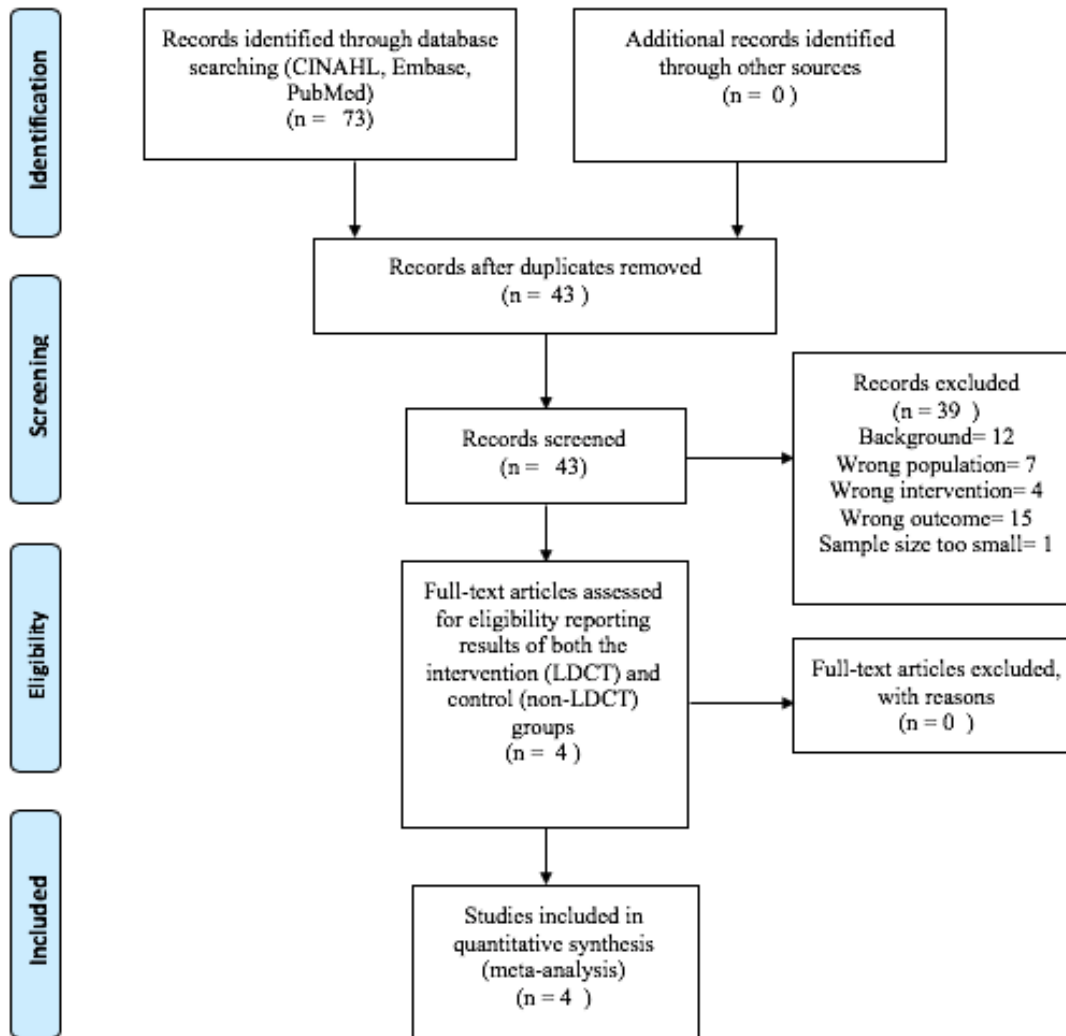 Identification
Records identified through database
searching (CINAHL, Embase,
PubMed)
(n = 73)
Additional records identified
through other sources
(n = 0 )
Records after duplicates removed
(n = 43 )
Screening
Records screened
(n = 43)
Records excluded
(n = 39 )
Background= 12
Wrong population= 7
Wrong intervention= 4
Wrong outcome= 15
Sample size too small= 1
Eligibility
Full-text articles assessed
for eligibility reporting
results of both the
intervention (LDCT) and
control (non-LDCT)
groups
(n = 4 )
Full-text articles excluded,
with reasons
(n = 0 )
Included
Studies included in
quantitative synthesis
(meta-analysis)
(n = 4 )